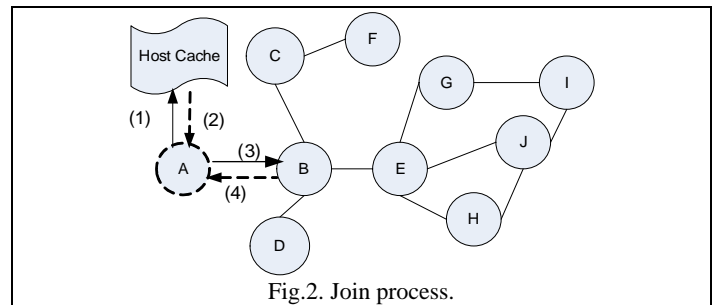 Host Cache
C
F
G
I
(1)
(2)
(3)
A
B
E
J
(4)
H
D
Fig.2. Join process.